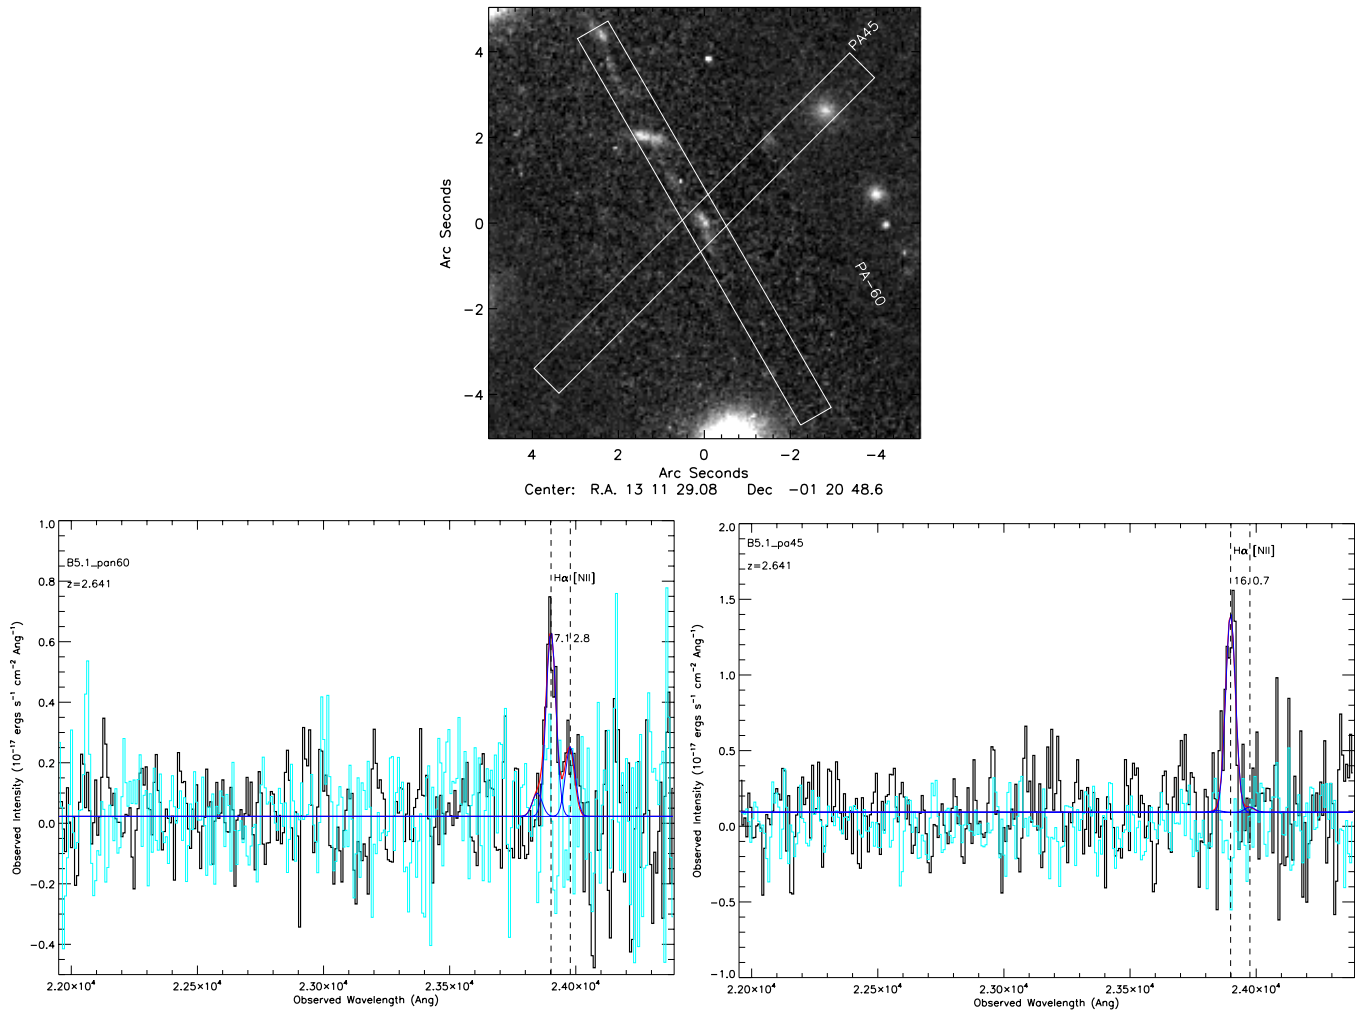 PA45
PA-60
4
2
0
-2
-4
Arc Seconds
4 2 0 -2 -4
Arc Seconds
Center: R.A. 13 11 29.08 Dec -01 20 48.6
B5.1_pan60
z=2.641
Hα [NII]
7.1 2.8
1.0
0.8
0.6
0.4
0.2
0.0
-0.2
-0.4
Observed Intensity (10⁻¹⁷ ergs s⁻¹ cm⁻² Ang⁻¹)
2.20×10⁴ 2.25×10⁴ 2.30×10⁴ 2.35×10⁴ 2.40×10⁴
Observed Wavelength (Ang)
B5.1_pa45
z=2.641
Hα [NII]
0.7
2.0
1.5
1.0
0.5
0.0
-0.5
-1.0
Observed Intensity (10⁻¹⁷ ergs s⁻¹ cm⁻² Ang⁻¹)
2.20×10⁴ 2.25×10⁴ 2.30×10⁴ 2.35×10⁴ 2.40×10⁴
Observed Wavelength (Ang)